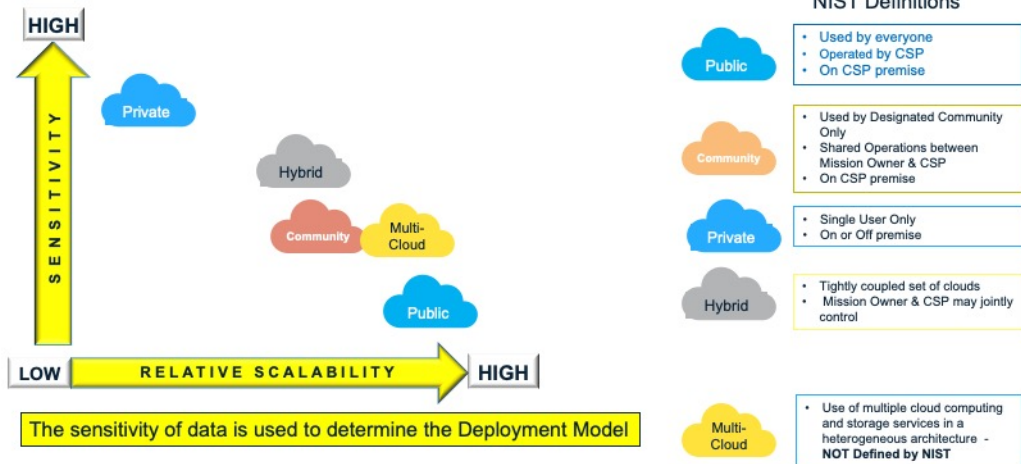 NIST Definitions
HIGH
SENSITIVITY
Private
Hybrid
Community
Multi-
Cloud
Public
LOW
RELATIVE SCALABILITY
HIGH
The sensitivity of data is used to determine the Deployment Model
Public
• Used by everyone
• Operated by CSP
• On CSP premise
Community
• Used by Designated Community
Only
• Shared Operations between
Mission Owner & CSP
• On CSP premise
Private
• Single User Only
• On or Off premise
Hybrid
• Tightly coupled set of clouds
• Mission Owner & CSP may jointly
control
Multi-
Cloud
• Use of multiple cloud computing
and storage services in a
heterogeneous architecture -
NOT Defined by NIST